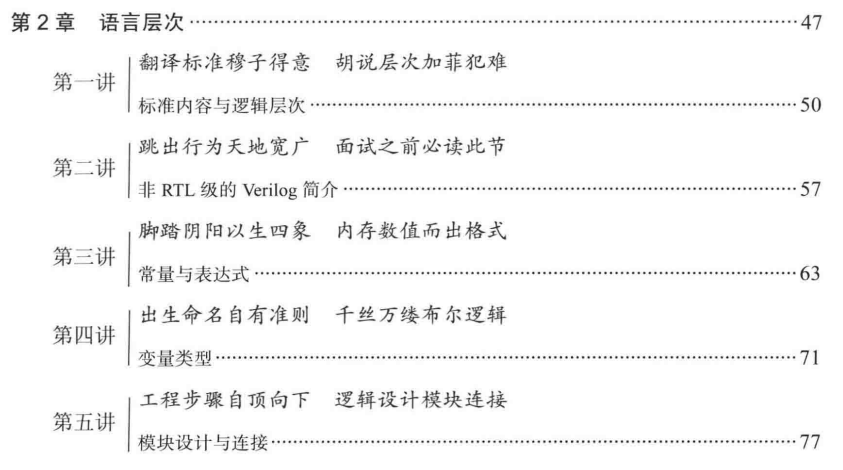 第 2 章 语言层次……………………………………47
第一讲
翻译标准穆子得意 胡说层次加菲犯难
标准内容与逻辑层次……………………………………50
第二讲
跳出行为天地宽广 面试之前必读此节
非 RTL 级的 Verilog 简介……………………………………57
第三讲
脚踏阴阳以生四象 内存数值而出格式
常量与表达式……………………………………63
第四讲
出生命名自有准则 千丝万缕布尔逻辑
变量类型……………………………………71
第五讲
工程步骤自顶向下 逻辑设计模块连接
模块设计与连接……………………………………77